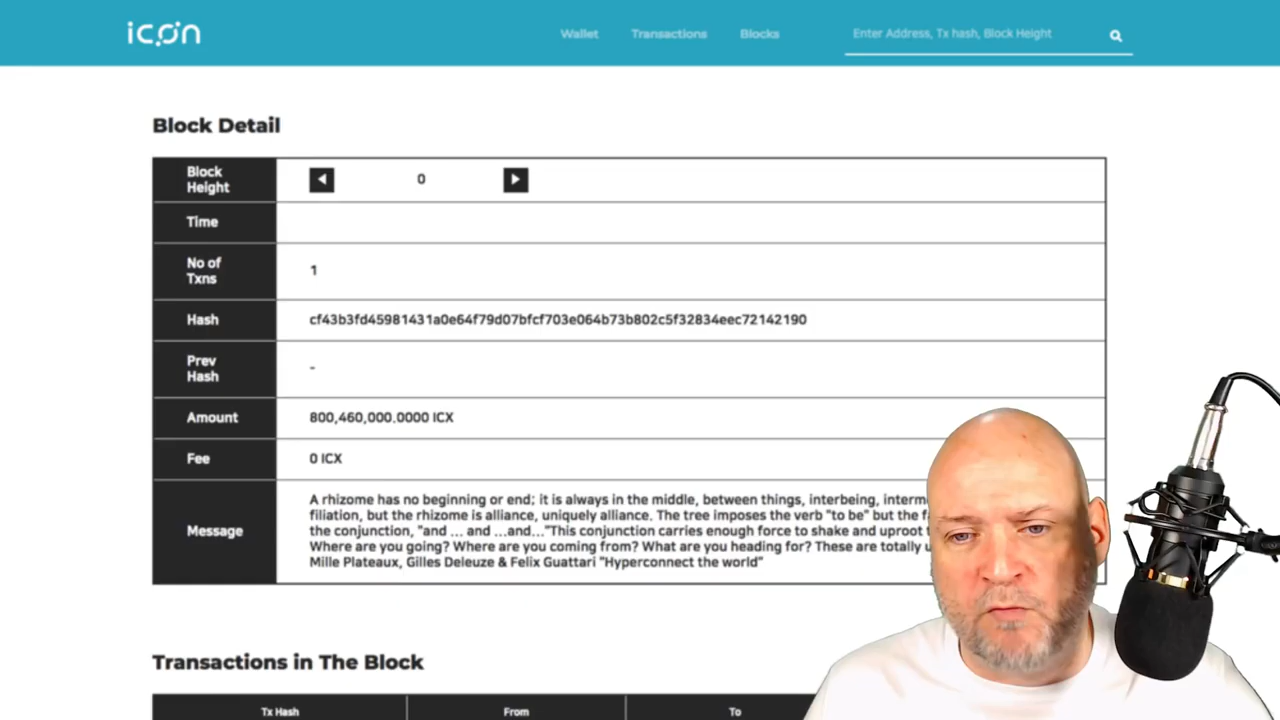 icon
Wallet Transactions Blocks Enter Address, Tx hash, Block Height
Block Detail
Block Height 0
Time
No of Txns 1
Hash cf43b3fd45981431a0e64f79d07bfcf703e064b73b802c5f32834eec72142190
Prev Hash -
Amount 800,460,000.0000 ICX
Fee 0 ICX
Message
A rhizome has no beginning or end; it is always in the middle, between things, interbeing,
filiation, but the rhizome is alliance, uniquely alliance. The tree imposes the verb "to be" but the
the conjunction, "and ... and ...and..."This conjunction carries enough force to shake and uproot
Where are you going? Where are you coming from? What are you heading for? These are totally
Mille Plateaux, Gilles Deleuze & Felix Guattari "Hyperconnect the world"
Transactions in The Block
Tx Hash From To